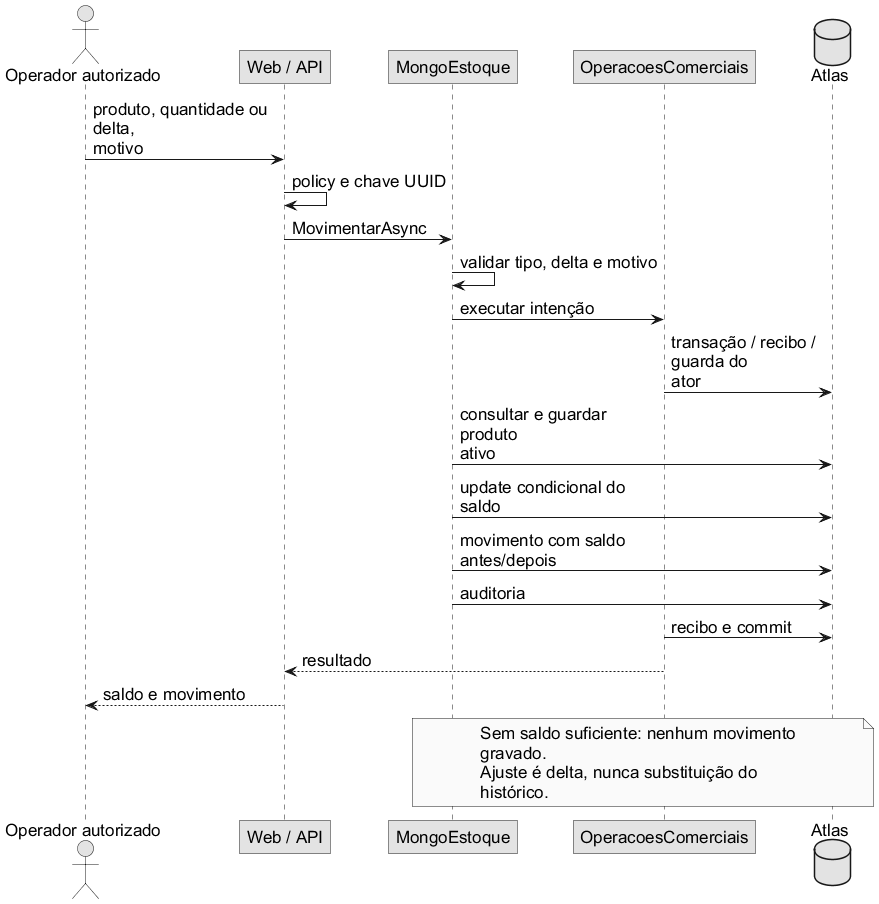 Operador autorizado
Web / API
MongoEstoque
OperacoesComerciais
Atlas
produto, quantidade ou
delta,
motivo
policy e chave UUID
MovimentarAsync
validar tipo, delta e motivo
executar intenção
transação / recibo /
guarda do
ator
consultar e guardar
produto
ativo
update condicional do
saldo
movimento com saldo
antes/depois
auditoria
recibo e commit
resultado
saldo e movimento
Sem saldo suficiente: nenhum movimento
gravado.
Ajuste é delta, nunca substituição do
histórico.
Operador autorizado
Web / API
MongoEstoque
OperacoesComerciais
Atlas